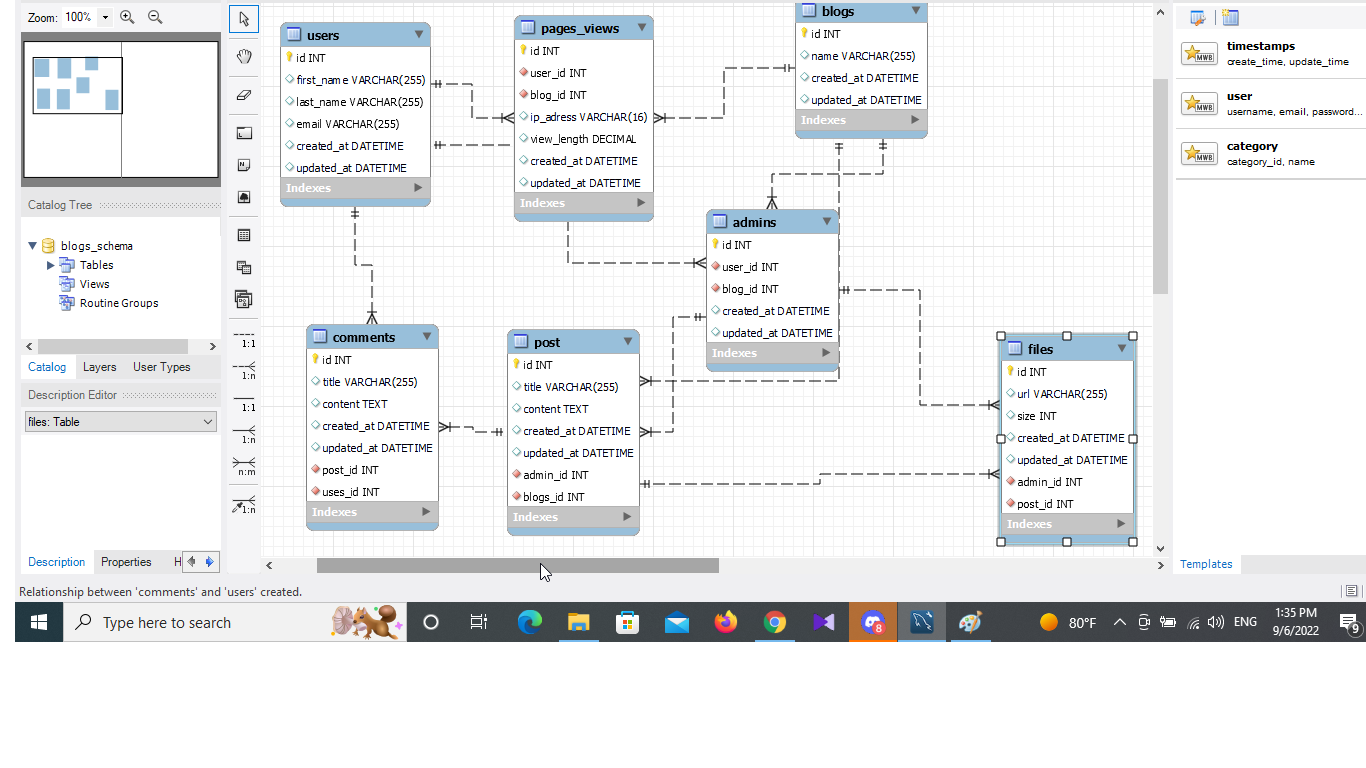 Zoom: 100%
Catalog Tree
blogs_schema
Tables
Views
Routine Groups
Catalog Layers User Types
Description Editor
files: Table
Description Properties H
1:1
1:n
1:1
1:n
n:m
1:n
users
id INT
first_name VARCHAR(255)
last_name VARCHAR(255)
email VARCHAR(255)
created_at DATETIME
updated_at DATETIME
Indexes
pages_views
id INT
user_id INT
blog_id INT
ip_adress VARCHAR(16)
view_length DECIMAL
created_at DATETIME
updated_at DATETIME
Indexes
blogs
id INT
name VARCHAR(255)
created_at DATETIME
updated_at DATETIME
Indexes
admins
id INT
user_id INT
blog_id INT
created_at DATETIME
updated_at DATETIME
Indexes
comments
id INT
title VARCHAR(255)
content TEXT
created_at DATETIME
updated_at DATETIME
post_id INT
uses_id INT
Indexes
post
id INT
title VARCHAR(255)
content TEXT
created_at DATETIME
updated_at DATETIME
admin_id INT
blogs_id INT
Indexes
files
id INT
url VARCHAR(255)
size INT
created_at DATETIME
updated_at DATETIME
admin_id INT
post_id INT
Indexes
MWB
timestamps
create_time, update_time
MWB
user
username, email, password...
MWB
category
category_id, name
Templates
Relationship between 'comments' and 'users' created.
Type here to search
8
80°F
ENG
1:35 PM
9/6/2022
9